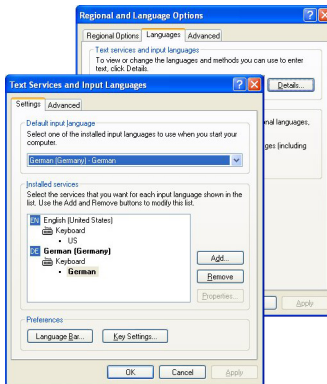 Regional and Language Options
Regional Options
Languages
Advanced
Text services and input languages
To view or change the languages and methods you can use to enter
text, click Details.
Details...
Text Services and Input Languages
Settings
Advanced
Default input language
Select one of the installed input languages to use when you start your
computer.
German (Germany) - German
Installed services
Select the services that you want for each input language shown in the
list. Use the Add and Remove buttons to modify this list.
EN English (United States)
Keyboard
• US
DE German (Germany)
Keyboard
• German
Add...
Remove
Properties...
Preferences
Language Bar...
Key Settings...
OK
Cancel
Apply
languages,
(including
Apply